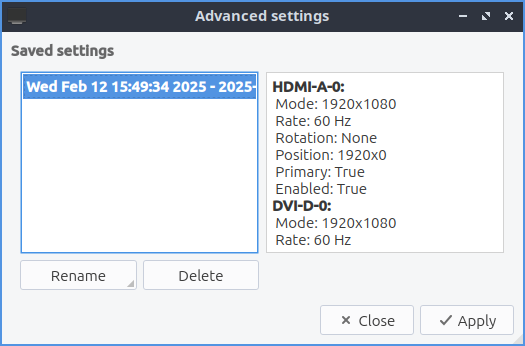 Advanced settings
Saved settings
Wed Feb 12 15:49:34 2025 - 2025-
HDMI-A-0:
Mode: 1920x1080
Rate: 60 Hz
Rotation: None
Position: 1920x0
Primary: True
Enabled: True
DVI-D-0:
Mode: 1920x1080
Rate: 60 Hz
Rename
Delete
Close
Apply